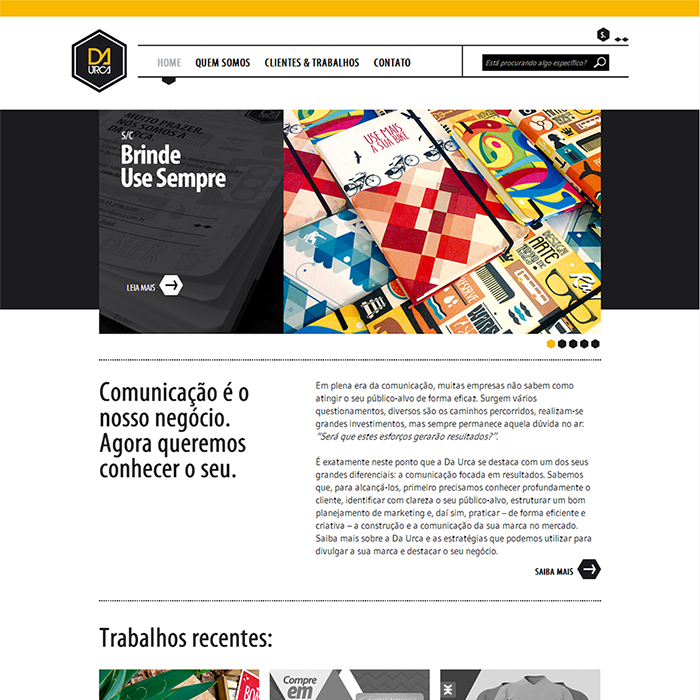 DA
URCA
HOME
QUEM SOMOS
CLIENTES & TRABALHOS
CONTATO
S.
Está procurando algo específico?
MUITO PRAZER,
NÓS SOMOS A
S/C
Brinde
Use Sempre
LEIA MAIS
USE MAIS
A SUA BIKE
DESIGN
ARTE
Comunicação é o
nosso negócio.
Agora queremos
conhecer o seu.
Em plena era da comunicação, muitas empresas não sabem como
atingir o seu público-alvo de forma eficaz. Surgem vários
questionamentos, diversos são os caminhos percorridos, realizam-se
grandes investimentos, mas sempre permanece aquela dúvida no ar:
"Será que estes esforços gerarão resultados?".
É exatamente neste ponto que a Da Urca se destaca com um dos seus
grandes diferenciais: a comunicação focada em resultados. Sabemos
que, para alcançá-los, primeiro precisamos conhecer profundamente o
cliente, identificar com clareza o seu público-alvo, estruturar um bom
planejamento de marketing e, daí sim, praticar – de forma eficiente e
criativa – a construção e a comunicação da sua marca no mercado.
Saiba mais sobre a Da Urca e as estratégias que podemos utilizar para
divulgar a sua marca e destacar o seu negócio.
SAIBA MAIS
Trabalhos recentes:
Compre
em